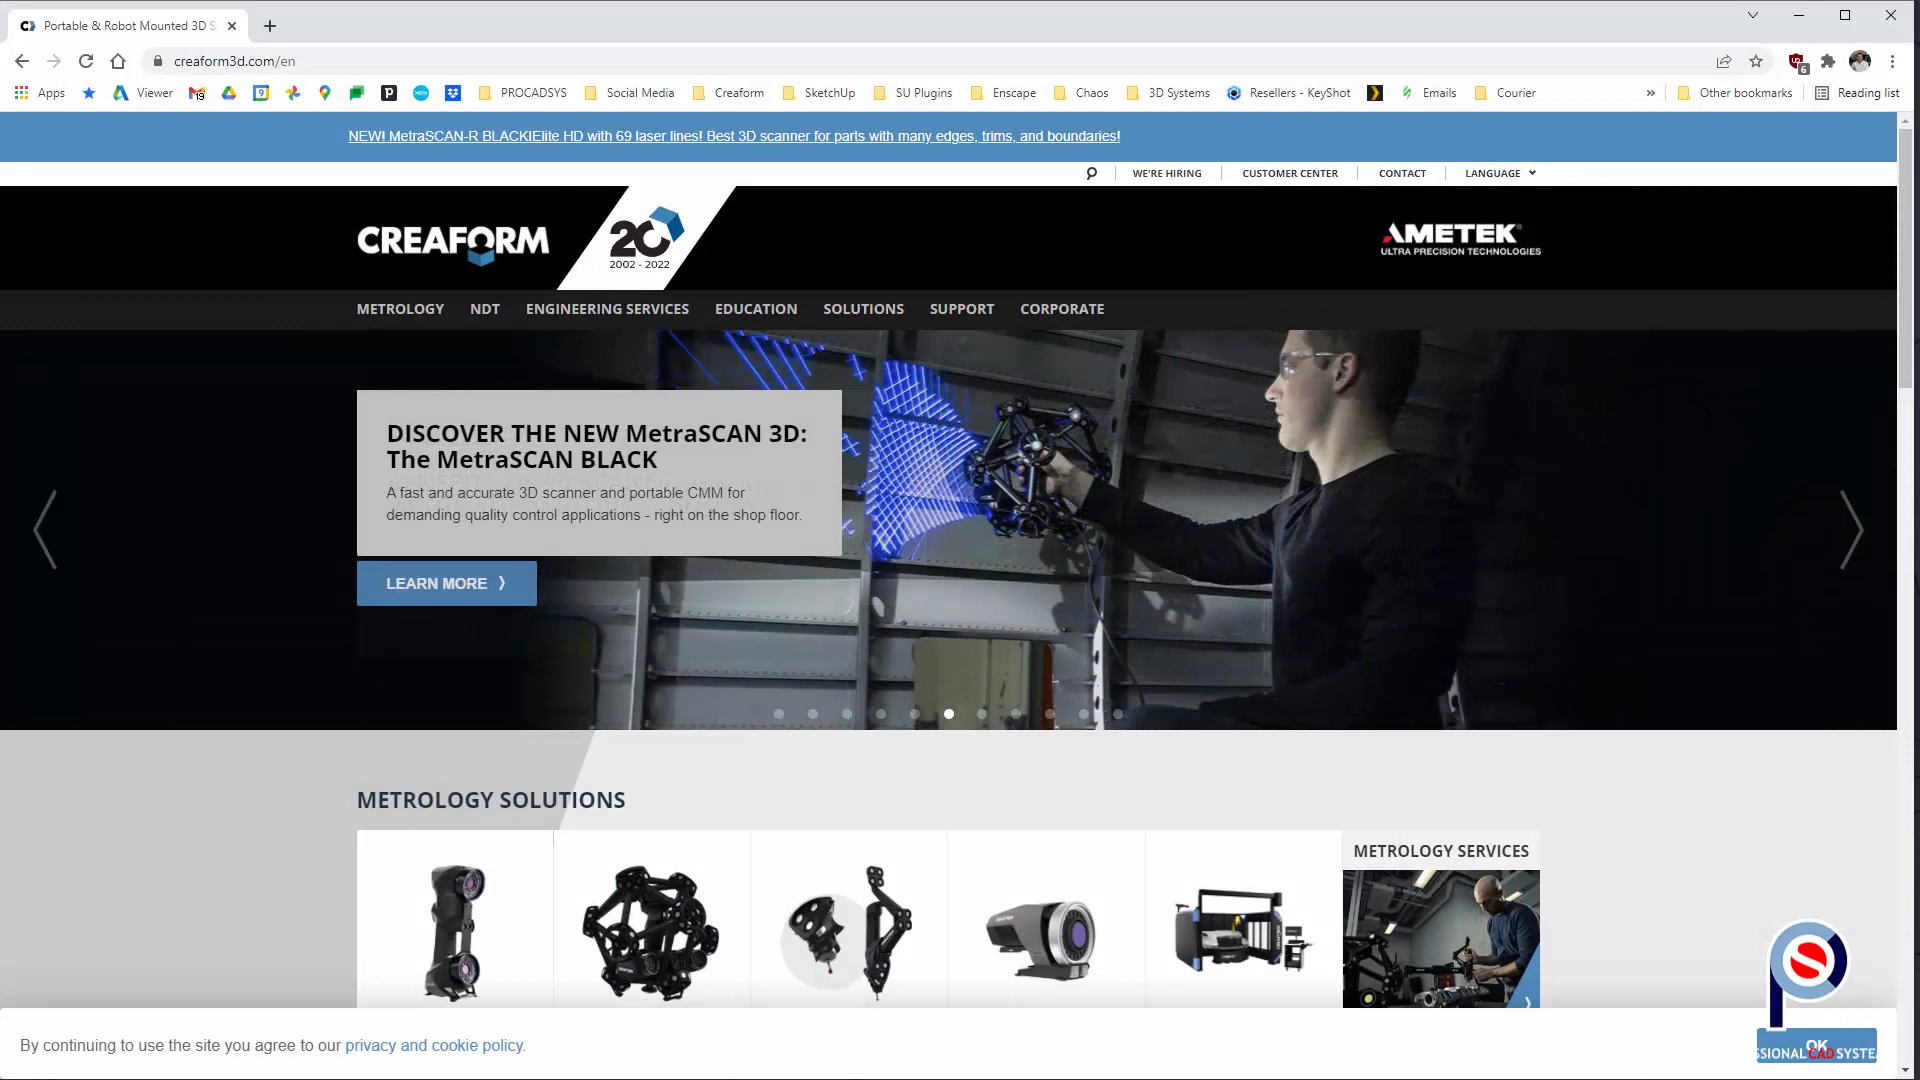 Portable & Robot Mounted 3D S
creaform3d.com/en
Apps
Viewer
PROCADSYS
Social Media
Creaform
SketchUp
SU Plugins
Enscape
Chaos
3D Systems
Resellers - KeyShot
Emails
Courier
»
Other bookmarks
Reading list
NEW! MetraSCAN-R BLACK|Elite HD with 69 laser lines! Best 3D scanner for parts with many edges, trims, and boundaries!
WE'RE HIRING
CUSTOMER CENTER
CONTACT
LANGUAGE
CREAFORM
20
2002 - 2022
AMETEK
ULTRA PRECISION TECHNOLOGIES
METROLOGY
NDT
ENGINEERING SERVICES
EDUCATION
SOLUTIONS
SUPPORT
CORPORATE
DISCOVER THE NEW MetraSCAN 3D:
The MetraSCAN BLACK
A fast and accurate 3D scanner and portable CMM for
demanding quality control applications - right on the shop floor.
LEARN MORE
METROLOGY SOLUTIONS
METROLOGY SERVICES
By continuing to use the site you agree to our privacy and cookie policy.
OK
SSIONAL CAD SYSTE